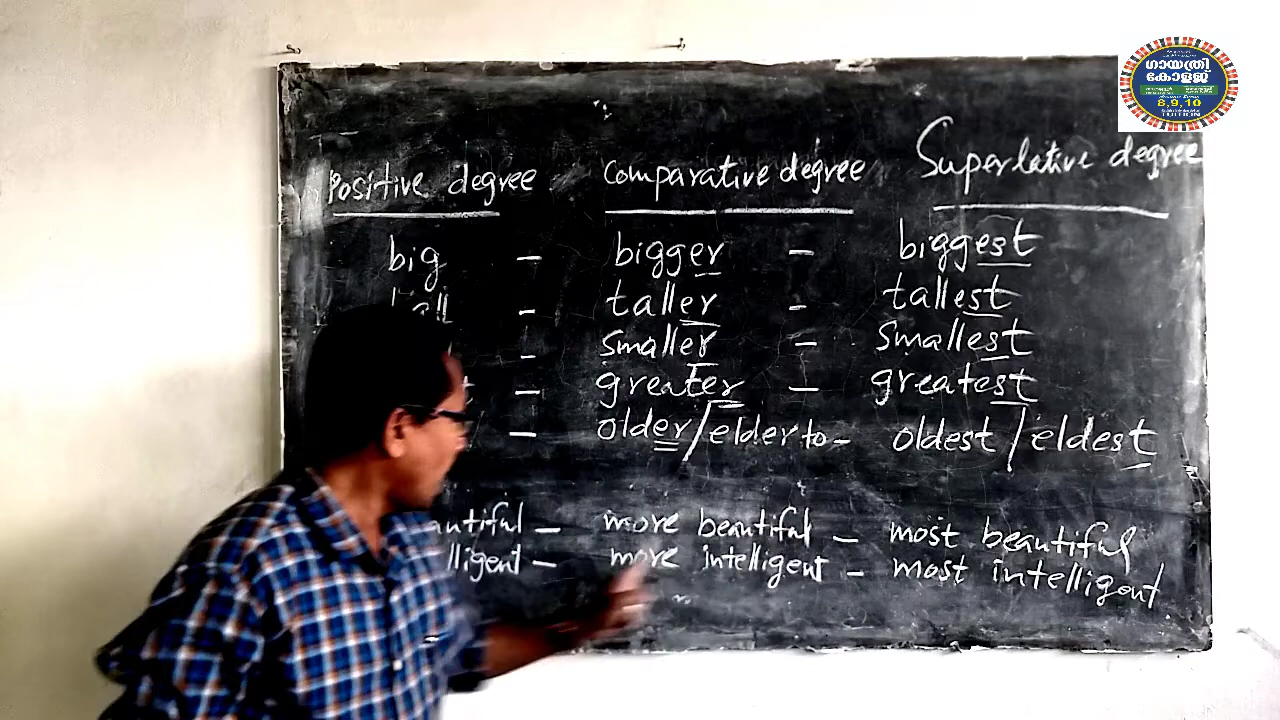 Positive degree Comparative degree Superlative degree
big - bigger - biggest
- taller - tallest
- smaller - smallest
- greater - greatest
- older/elder to - oldest/eldest
- more beautiful - most beautiful
- more intelligent - most intelligent
ഗായത്രി
കോളജ്
8,9,10